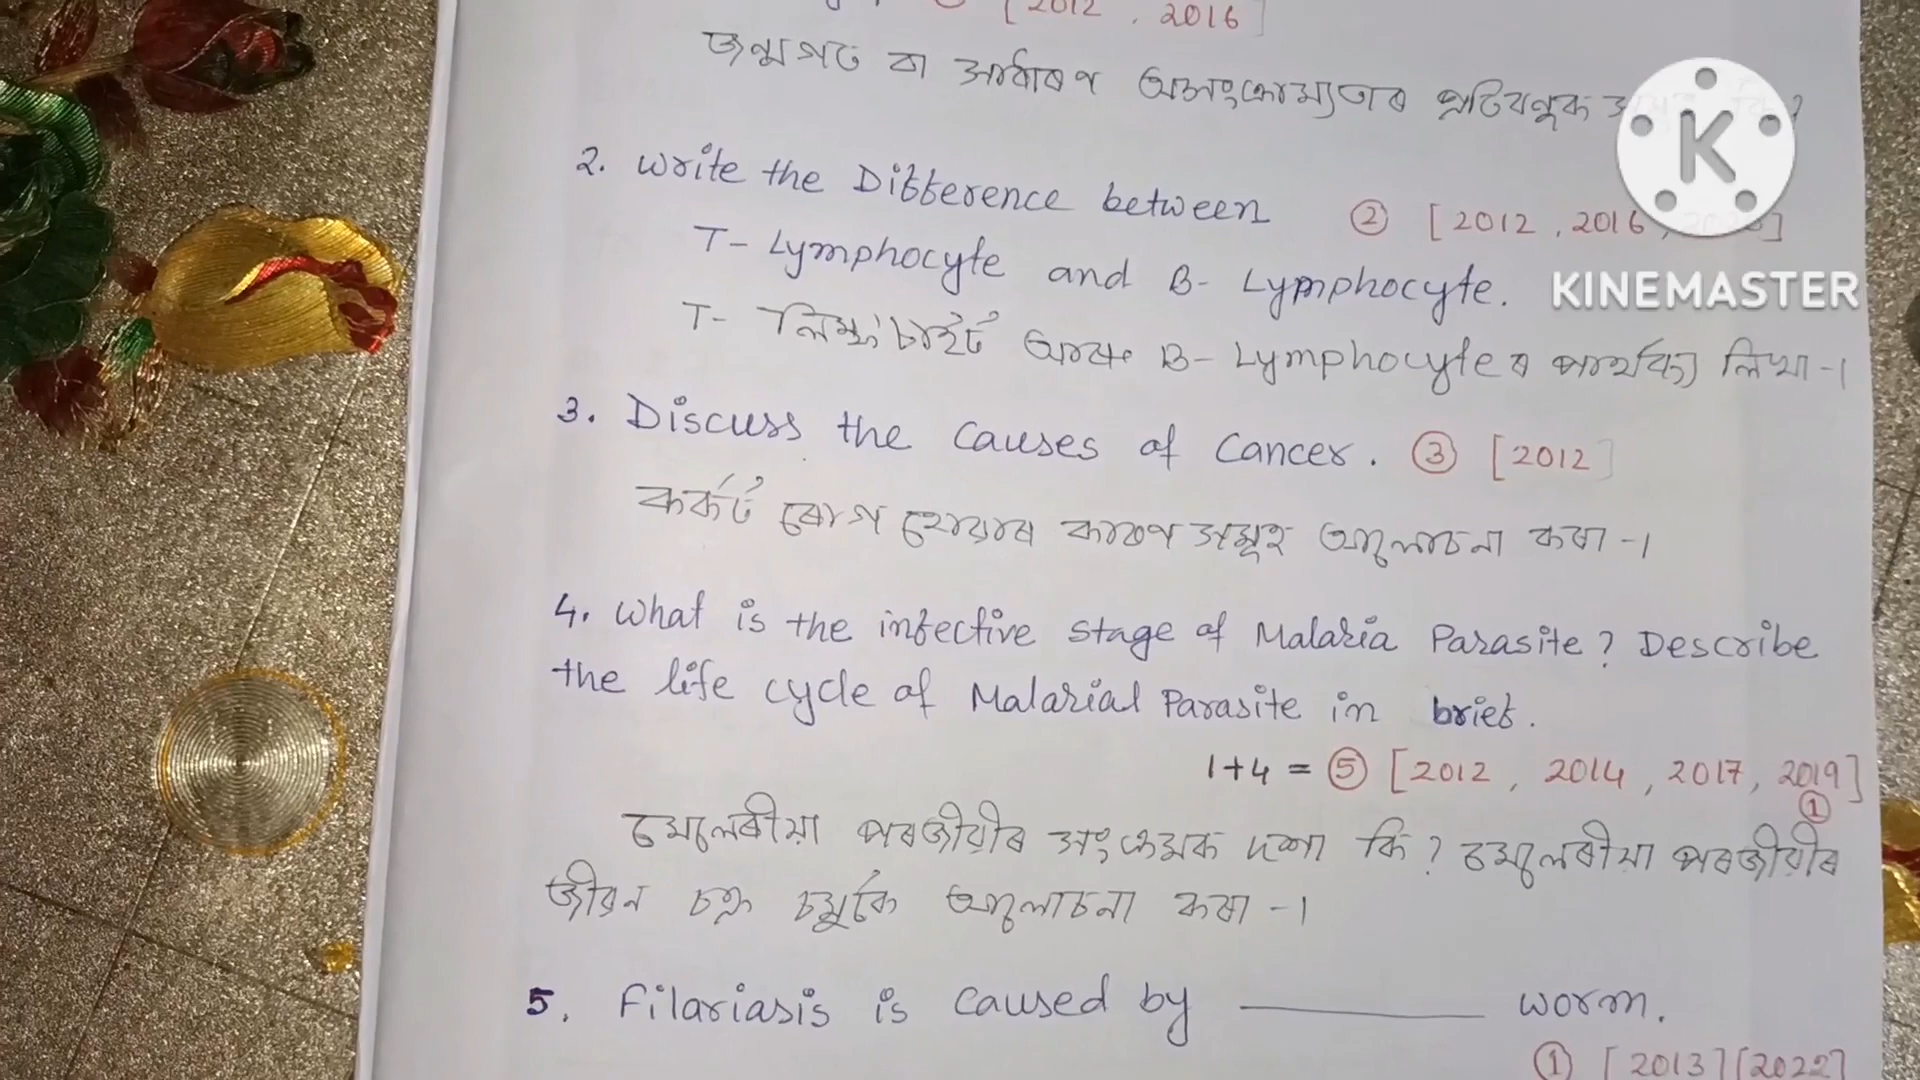 [2012, 2016]
জন্মগত বা সাধাৰণ অসংক্ৰাম্যতাৰ প্ৰতিবন্ধক
2. Write the Difference between ② [2012, 2016,
T- Lymphocyte and B- Lymphocyte.
KINEMASTER
T- লিম্ফ'চাইট আৰু B- Lymphocyte ৰ পাৰ্থক্য লিখা-।
3. Discuss the Causes of Cancer. ③ [2012]
কৰ্কট ৰোগ হোৱাৰ কাৰণ সমূহ আলোচনা কৰা-।
4. What is the infective stage of Malaria Parasite? Describe
the life cycle of Malarial Parasite in brief.
1+4 = ⑤ [2012, 2014, 2017, 2019]
①
মেলেৰীয়া পৰজীৱীৰ সংক্ৰামক দশা কি? মেলেৰীয়া পৰজীৱীৰ
জীৱন চক্ৰ চমুকৈ আলোচনা কৰা-।
5. Filariasis is caused by ______ worm.
① [2013] [2022]